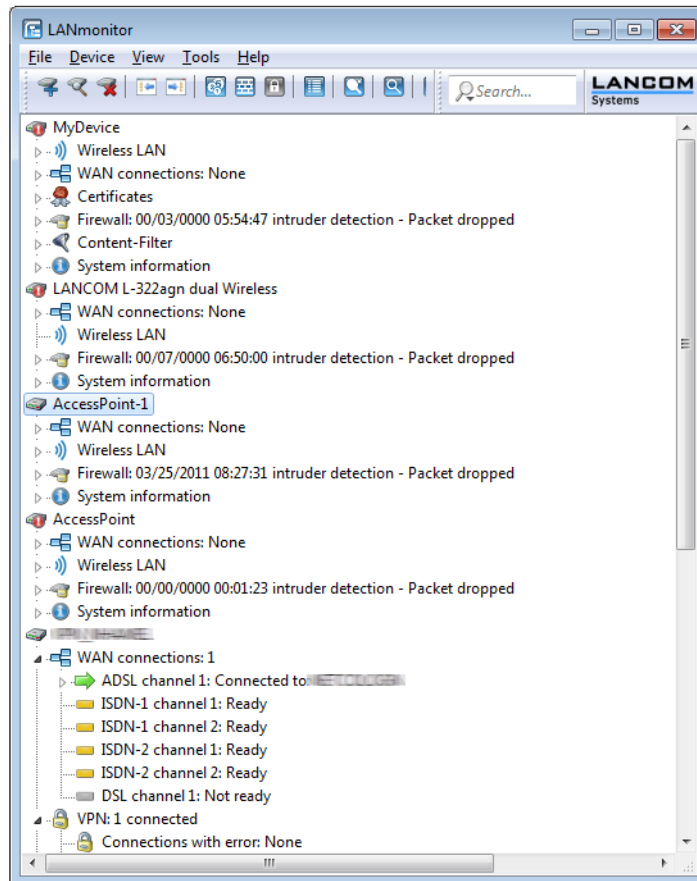 LANmonitor
File Device View Tools Help
Search...
LANCOM
Systems
MyDevice
Wireless LAN
WAN connections: None
Certificates
Firewall: 00/03/0000 05:54:47 intruder detection - Packet dropped
Content-Filter
System information
LANCOM L-322agn dual Wireless
WAN connections: None
Wireless LAN
Firewall: 00/07/0000 06:50:00 intruder detection - Packet dropped
System information
AccessPoint-1
WAN connections: None
Wireless LAN
Firewall: 03/25/2011 08:27:31 intruder detection - Packet dropped
System information
AccessPoint
WAN connections: None
Wireless LAN
Firewall: 00/00/0000 00:01:23 intruder detection - Packet dropped
System information
WAN connections: 1
ADSL channel 1: Connected to
ISDN-1 channel 1: Ready
ISDN-1 channel 2: Ready
ISDN-2 channel 1: Ready
ISDN-2 channel 2: Ready
DSL channel 1: Not ready
VPN: 1 connected
Connections with error: None